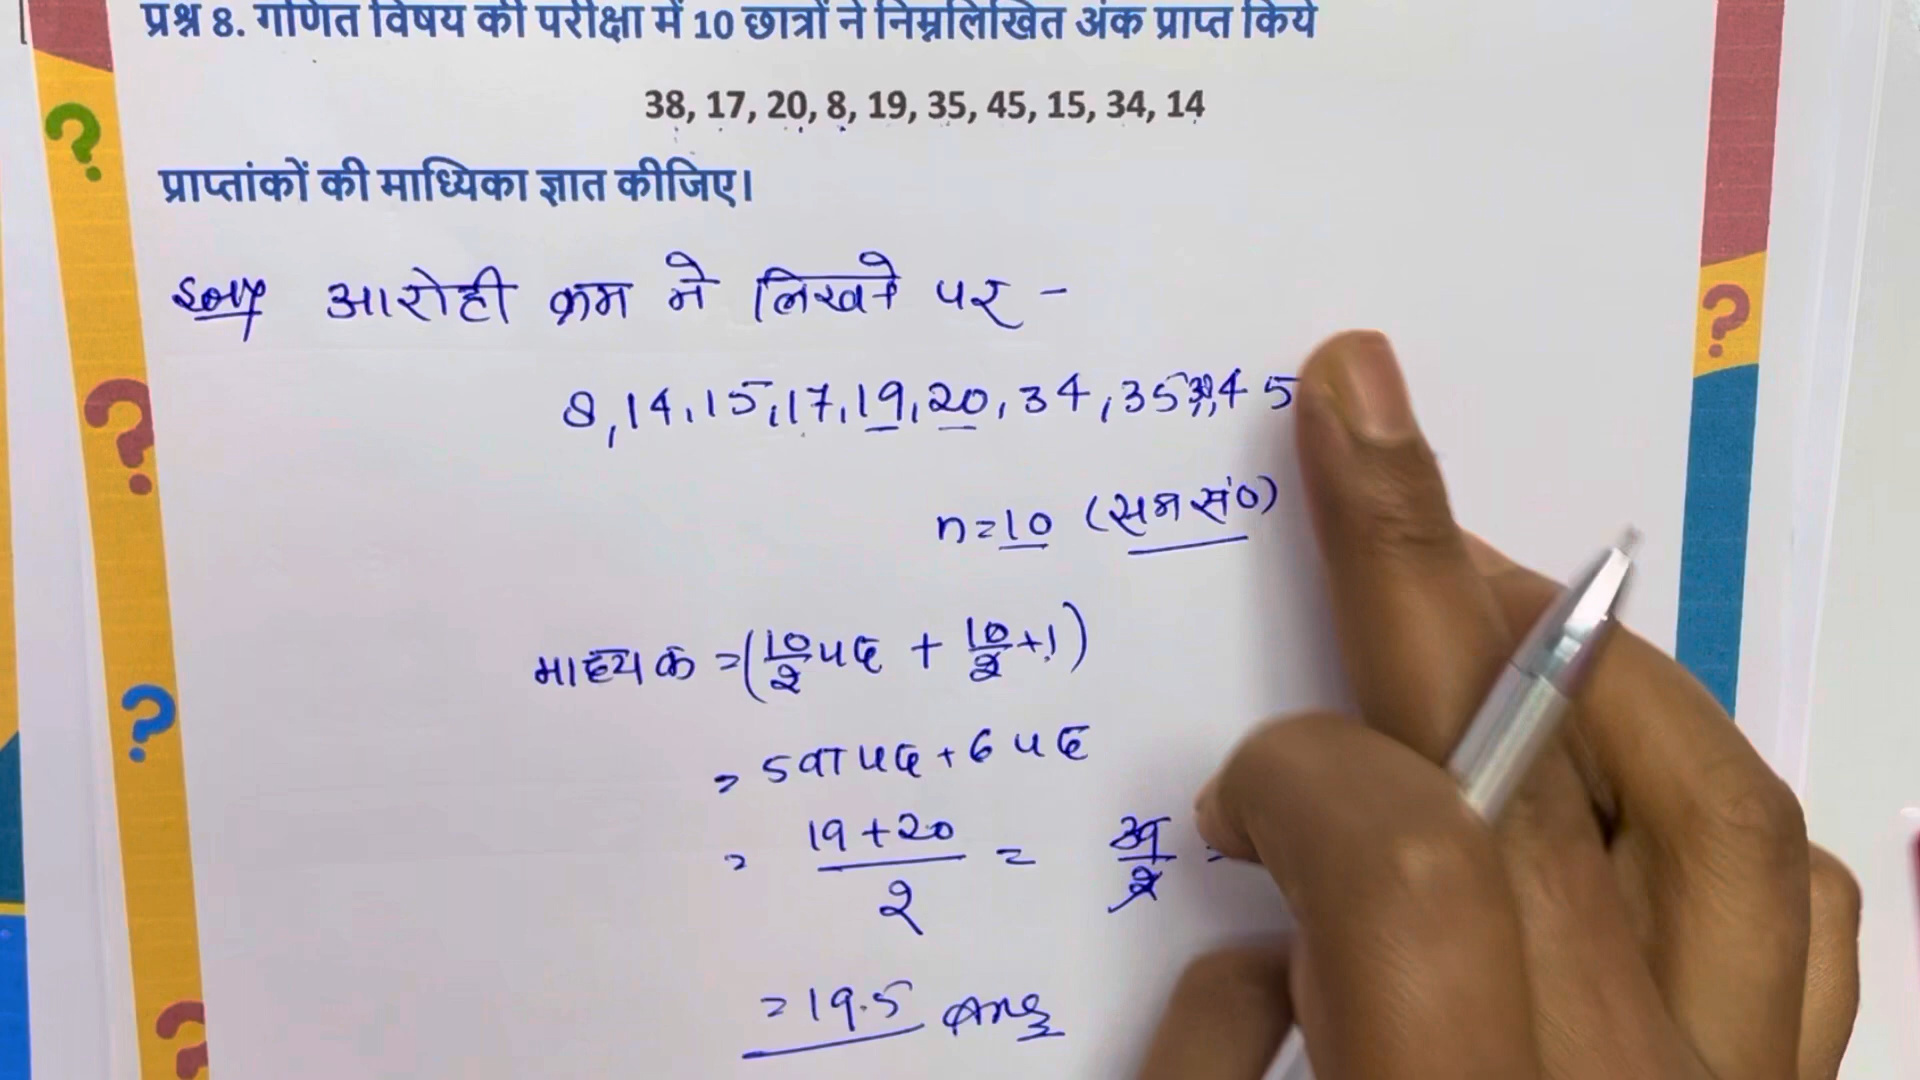 प्रश्न 8. गणित विषय की परीक्षा में 10 छात्रों ने निम्नलिखित अंक प्राप्त किये
38, 17, 20, 8, 19, 35, 45, 15, 34, 14
प्राप्तांकों की माध्यिका ज्ञात कीजिए।
Soln आरोही क्रम मे लिखने पर -
8, 14, 15, 17, 19, 20, 34, 35, 38, 45
n = 10 (सम सं०)
माध्यक = (10/2 पद + 10/2 + 1)
= 5 वा पद + 6 पद
= 19 + 20 / 2 = 39 / 2 =
= 19.5 Ans